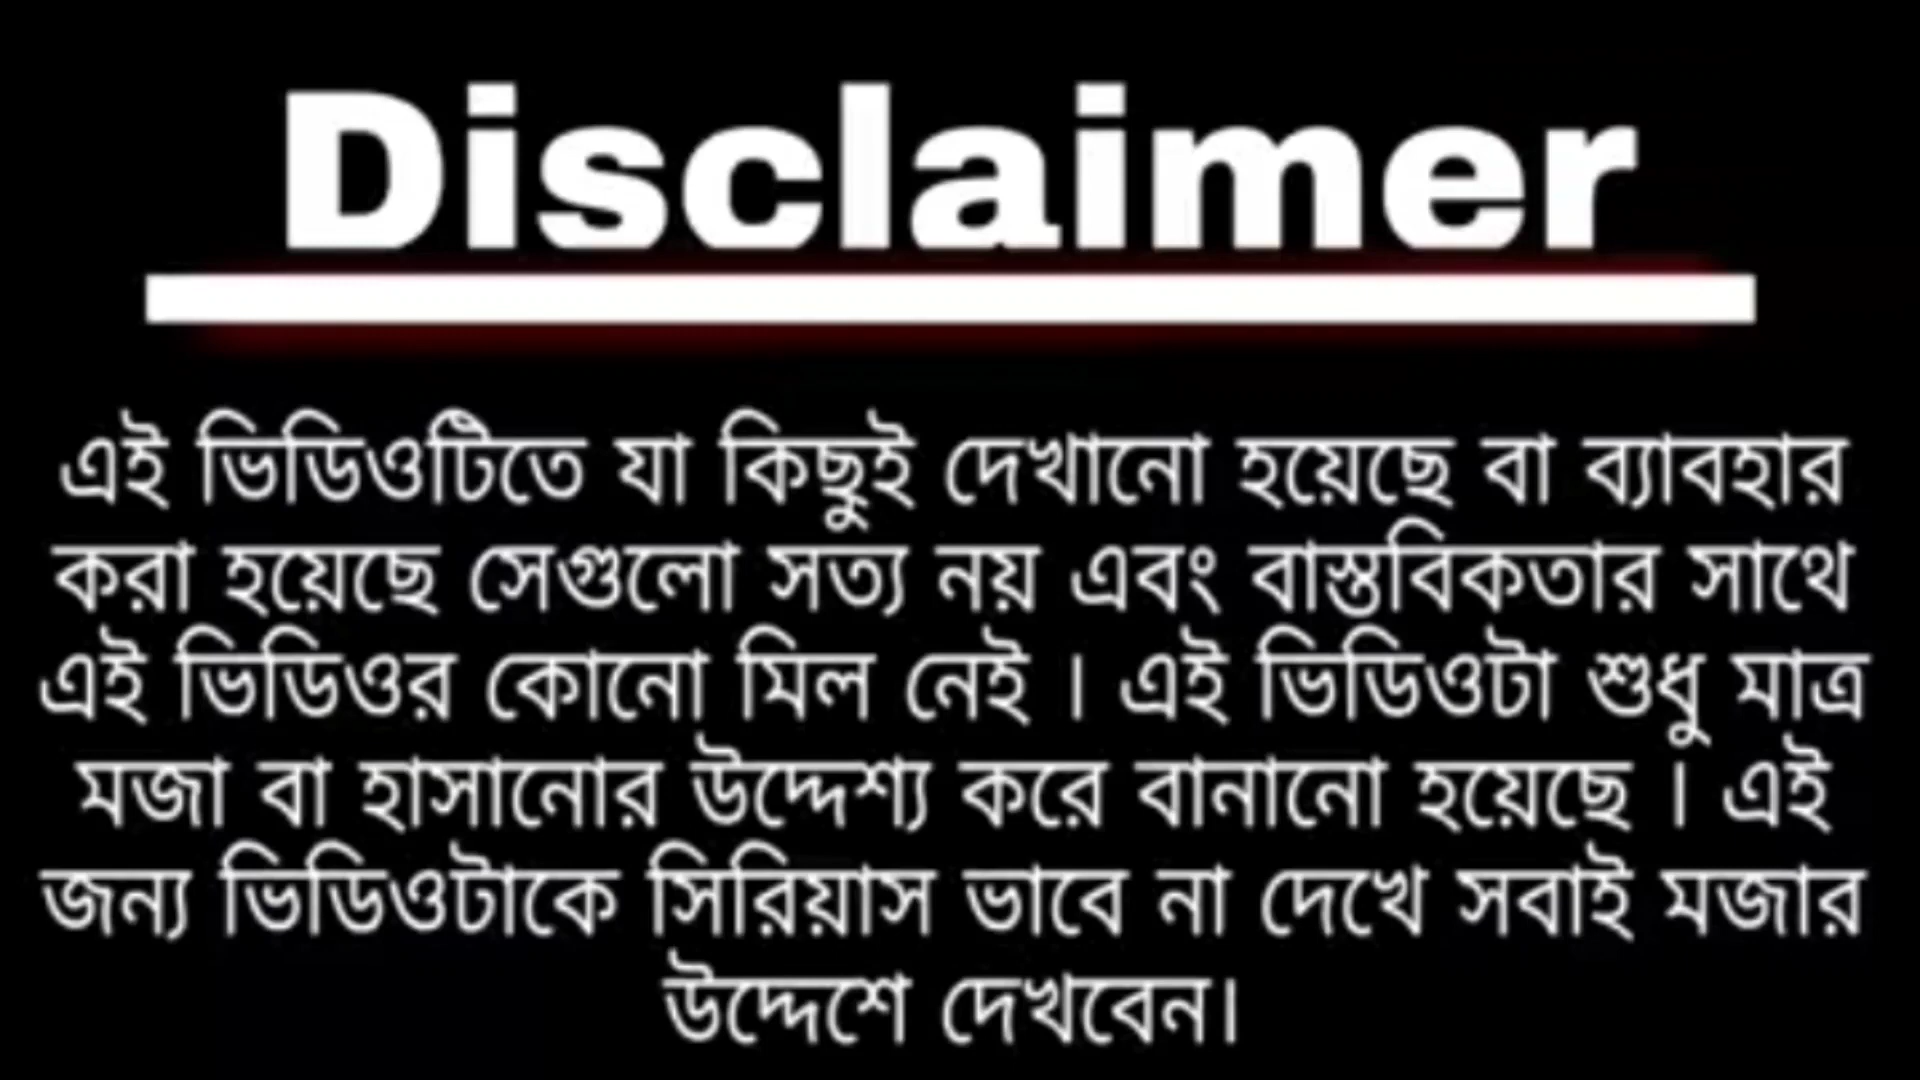 Disclaimer
এই ভিডিওটিতে যা কিছুই দেখানো হয়েছে বা ব্যাবহার
করা হয়েছে সেগুলো সত্য নয় এবং বাস্তবিকতার সাথে
এই ভিডিওর কোনো মিল নেই । এই ভিডিওটা শুধু মাত্র
মজা বা হাসানোর উদ্দেশ্য করে বানানো হয়েছে । এই
জন্য ভিডিওটাকে সিরিয়াস ভাবে না দেখে সবাই মজার
উদ্দেশে দেখবেন।